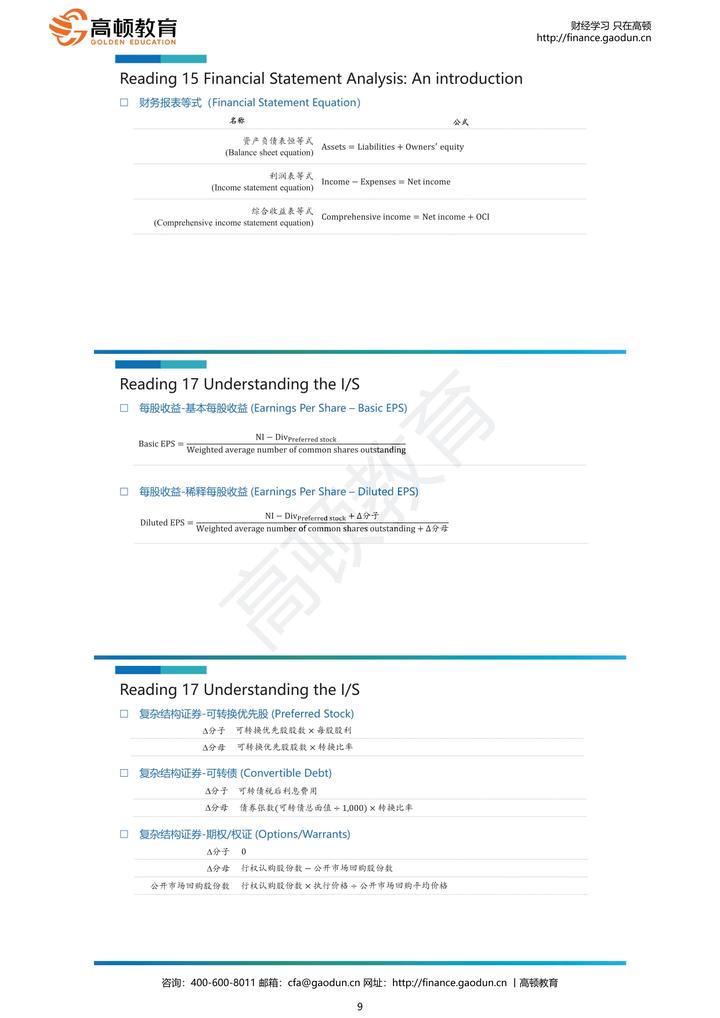 高顿教育
GOLDEN EDUCATION
财经学习 只在高顿
http://finance.gaodun.cn
Reading 15 Financial Statement Analysis: An introduction
☐ 财务报表等式（Financial Statement Equation）
名称 公式
资产负债表恒等式
(Balance sheet equation) Assets = Liabilities + Owners' equity
利润表等式
(Income statement equation) Income − Expenses = Net income
综合收益表等式
(Comprehensive income statement equation) Comprehensive income = Net income + OCI
Reading 17 Understanding the I/S
☐ 每股收益-基本每股收益 (Earnings Per Share – Basic EPS)
NI − Div Preferred stock
Basic EPS =
Weighted average number of common shares outstanding
☐ 每股收益-稀释每股收益 (Earnings Per Share – Diluted EPS)
NI − Div Preferred stock + Δ分子
Diluted EPS =
Weighted average number of common shares outstanding + Δ分母
高顿教育
Reading 17 Understanding the I/S
☐ 复杂结构证券-可转换优先股 (Preferred Stock)
Δ分子 可转换优先股股数 × 每股股利
Δ分母 可转换优先股股数 × 转换比率
☐ 复杂结构证券-可转债 (Convertible Debt)
Δ分子 可转债税后利息费用
Δ分母 债券张数(可转债总面值 ÷ 1,000) × 转换比率
☐ 复杂结构证券-期权/权证 (Options/Warrants)
Δ分子 0
Δ分母 行权认购股份数 − 公开市场回购股份数
公开市场回购股份数 行权认购股份数 × 执行价格 ÷ 公开市场回购平均价格
咨询：400-600-8011 邮箱：cfa@gaodun.cn 网址：http://finance.gaodun.cn 丨高顿教育
9